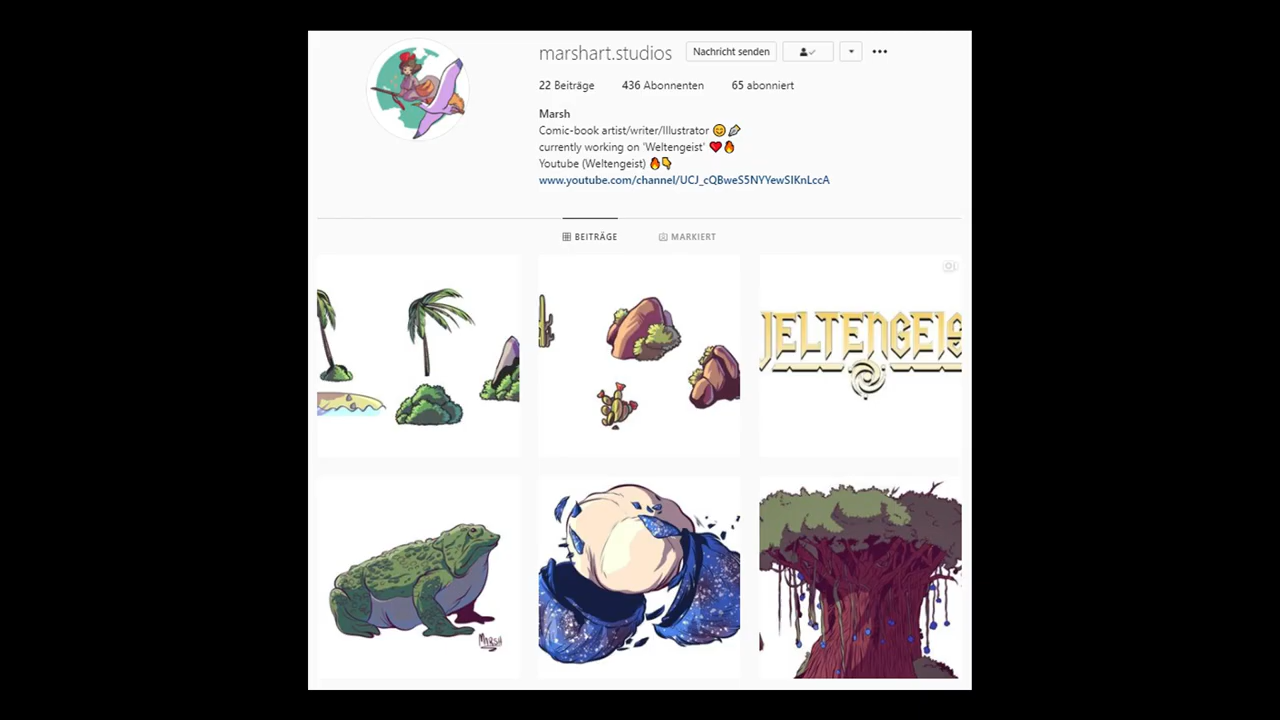 marshart.studios Nachricht senden
22 Beiträge 436 Abonnenten 65 abonniert
Marsh
Comic-book artist/writer/Illustrator 😊🖋
currently working on 'Weltengeist' ❤🔥
Youtube (Weltengeist) 🔥👇
www.youtube.com/channel/UCJ_cQBweS5NYYewSIKnLccA
BEITRÄGE MARKIERT
WELTENGEIS
MARSH